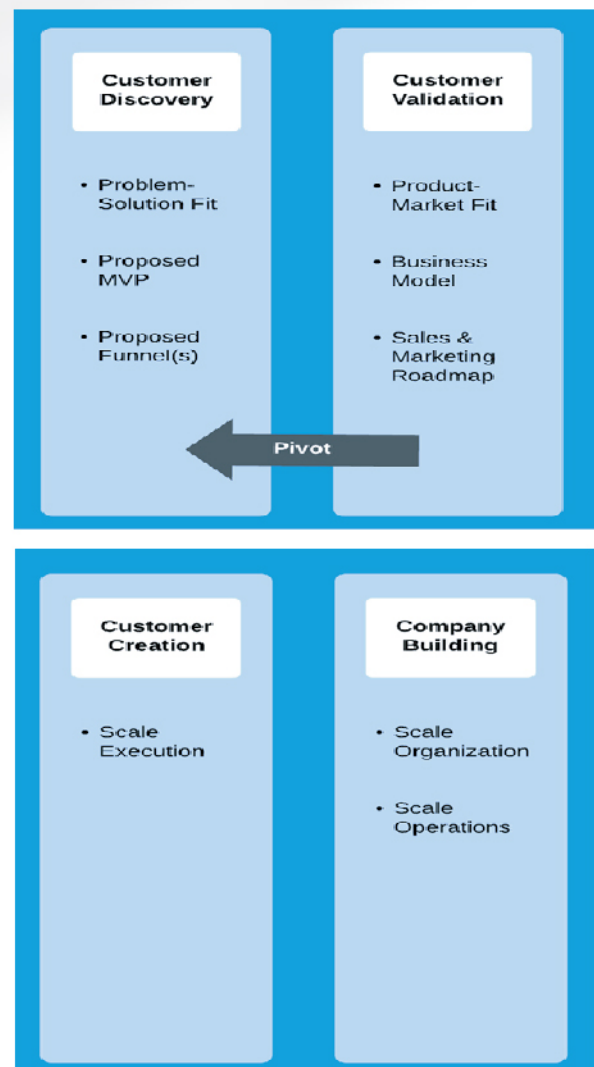 Customer
Discovery
• Problem-
Solution Fit
• Proposed
MVP
• Proposed
Funnel(s)
Customer
Validation
• Product-
Market Fit
• Business
Model
• Sales &
Marketing
Roadmap
Pivot
Customer
Creation
• Scale
Execution
Company
Building
• Scale
Organization
• Scale
Operations